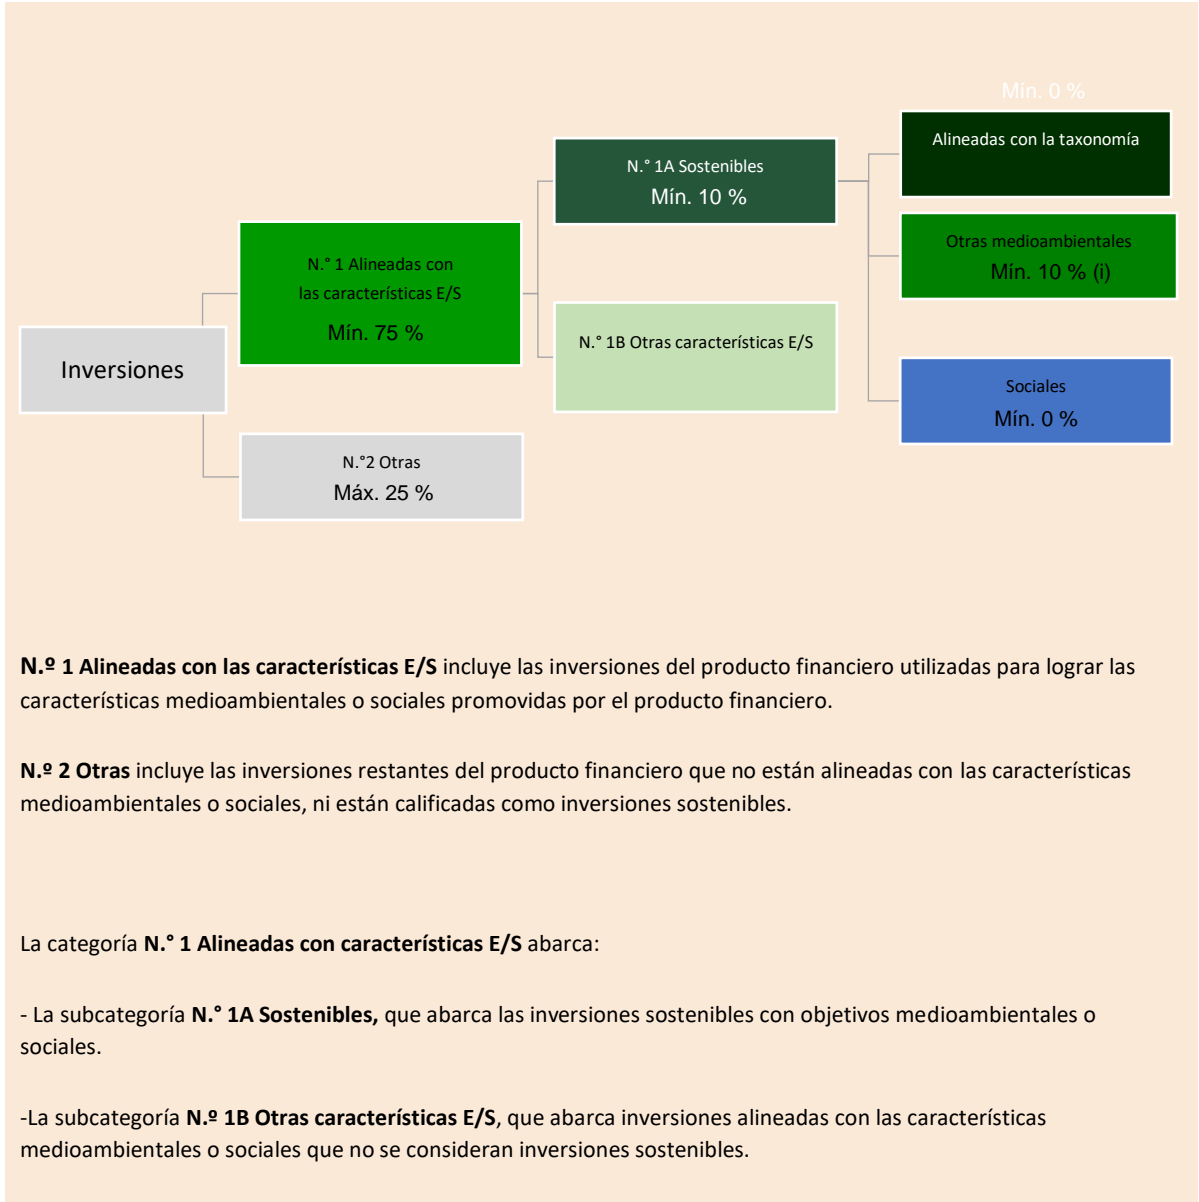 Mín. 0 %
Alineadas con la taxonomía
N.° 1A Sostenibles
Mín. 10 %
Otras medioambientales
Mín. 10 % (i)
N.° 1 Alineadas con
las características E/S
Mín. 75 %
N.° 1B Otras características E/S
Inversiones
Sociales
Mín. 0 %
N.°2 Otras
Máx. 25 %
N.º 1 Alineadas con las características E/S incluye las inversiones del producto financiero utilizadas para lograr las
características medioambientales o sociales promovidas por el producto financiero.
N.º 2 Otras incluye las inversiones restantes del producto financiero que no están alineadas con las características
medioambientales o sociales, ni están calificadas como inversiones sostenibles.
La categoría N.° 1 Alineadas con características E/S abarca:
- La subcategoría N.° 1A Sostenibles, que abarca las inversiones sostenibles con objetivos medioambientales o
sociales.
-La subcategoría N.º 1B Otras características E/S, que abarca inversiones alineadas con las características
medioambientales o sociales que no se consideran inversiones sostenibles.